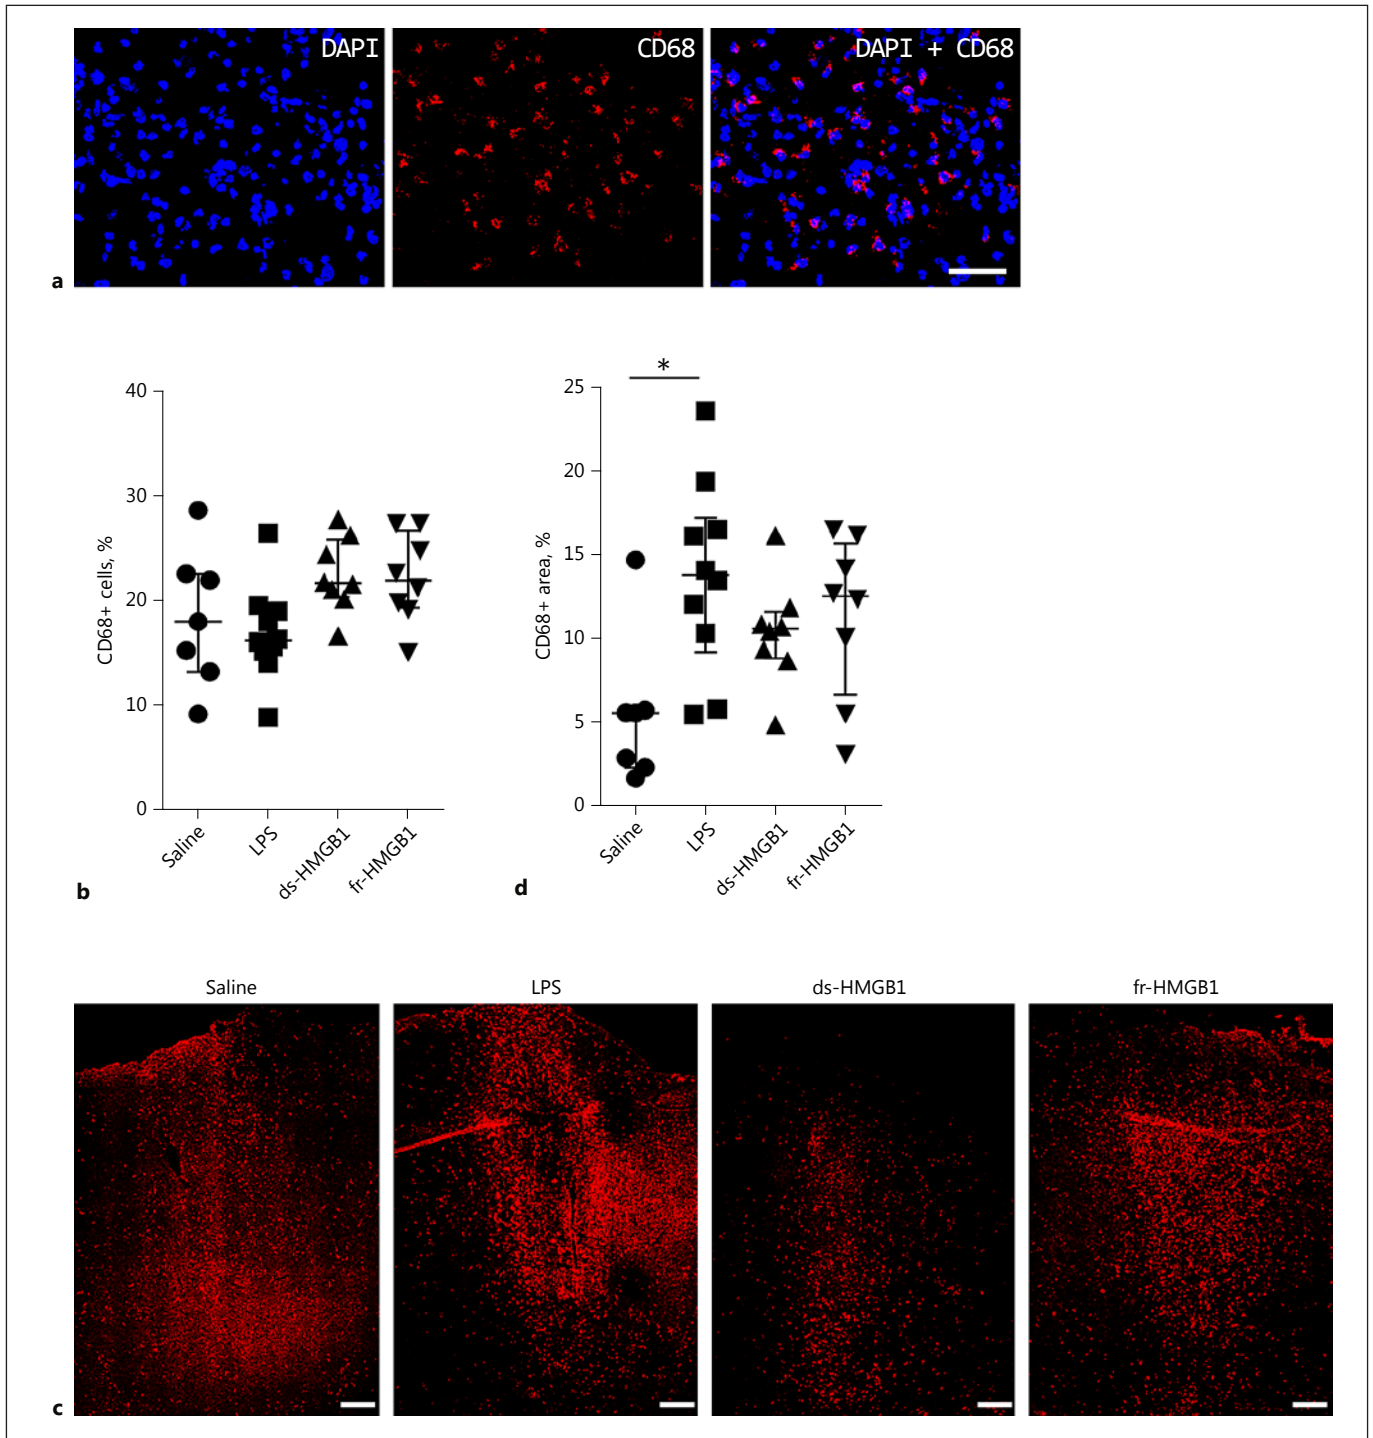 DAPI
CD68
DAPI + CD68
a
40
30
20
10
0
CD68+ cells, %
Saline
LPS
ds-HMGB1
fr-HMGB1
b
*
25
20
15
10
5
0
CD68+ area, %
Saline
LPS
ds-HMGB1
fr-HMGB1
d
Saline
LPS
ds-HMGB1
fr-HMGB1
c